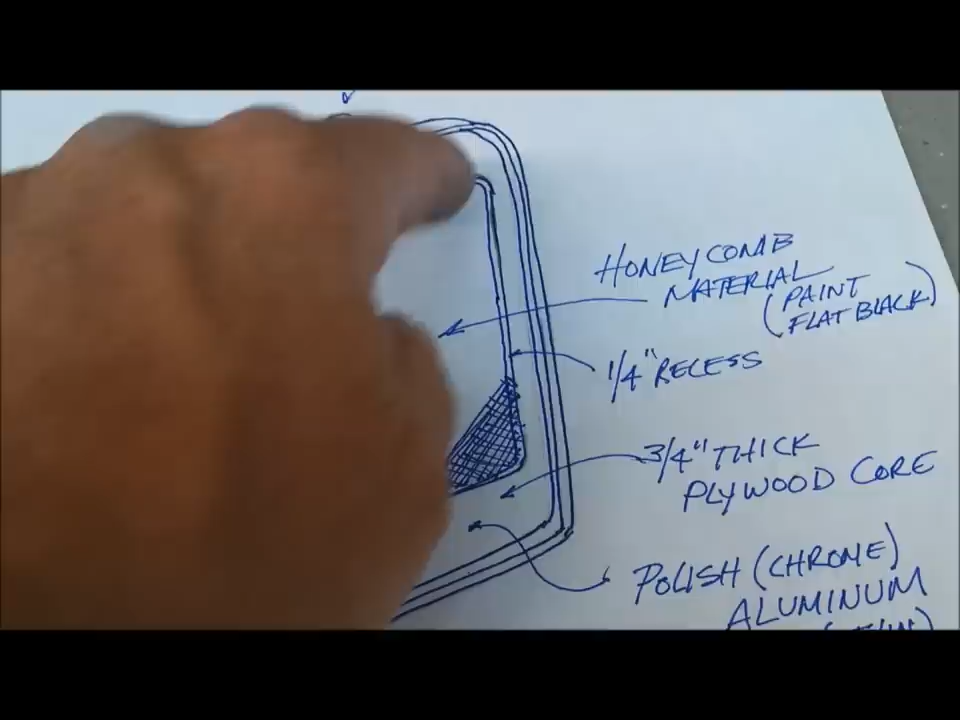 HONEYCOMB
MATERIAL
(PAINT
FLAT BLACK)
1/4" RECESS
3/4" THICK
PLYWOOD CORE
POLISH (CHROME)
ALUMINUM